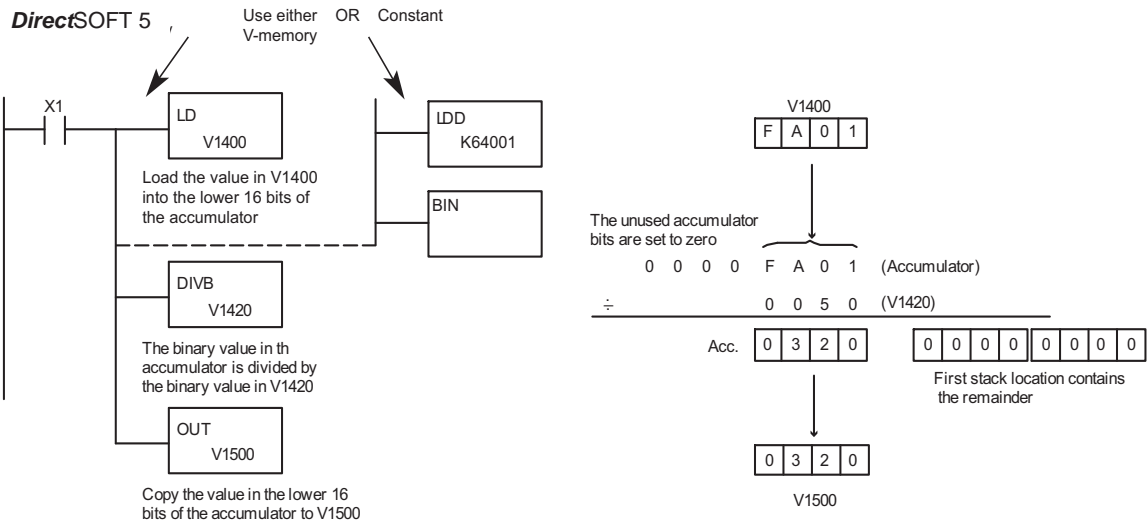 DirectSOFT 5 ,
Use either OR Constant
V-memory
X1
LD
V1400
Load the value in V1400
into the lower 16 bits of
the accumulator
LDD
K64001
BIN
DIVB
V1420
The binary value in th
accumulator is divided by
the binary value in V1420
OUT
V1500
Copy the value in the lower 16
bits of the accumulator to V1500
V1400
F A 0 1
The unused accumulator
bits are set to zero
0 0 0 0 F A 0 1 (Accumulator)
÷ 0 0 5 0 (V1420)
Acc. 0 3 2 0 0 0 0 0 0 0 0 0
First stack location contains
the remainder
0 3 2 0
V1500